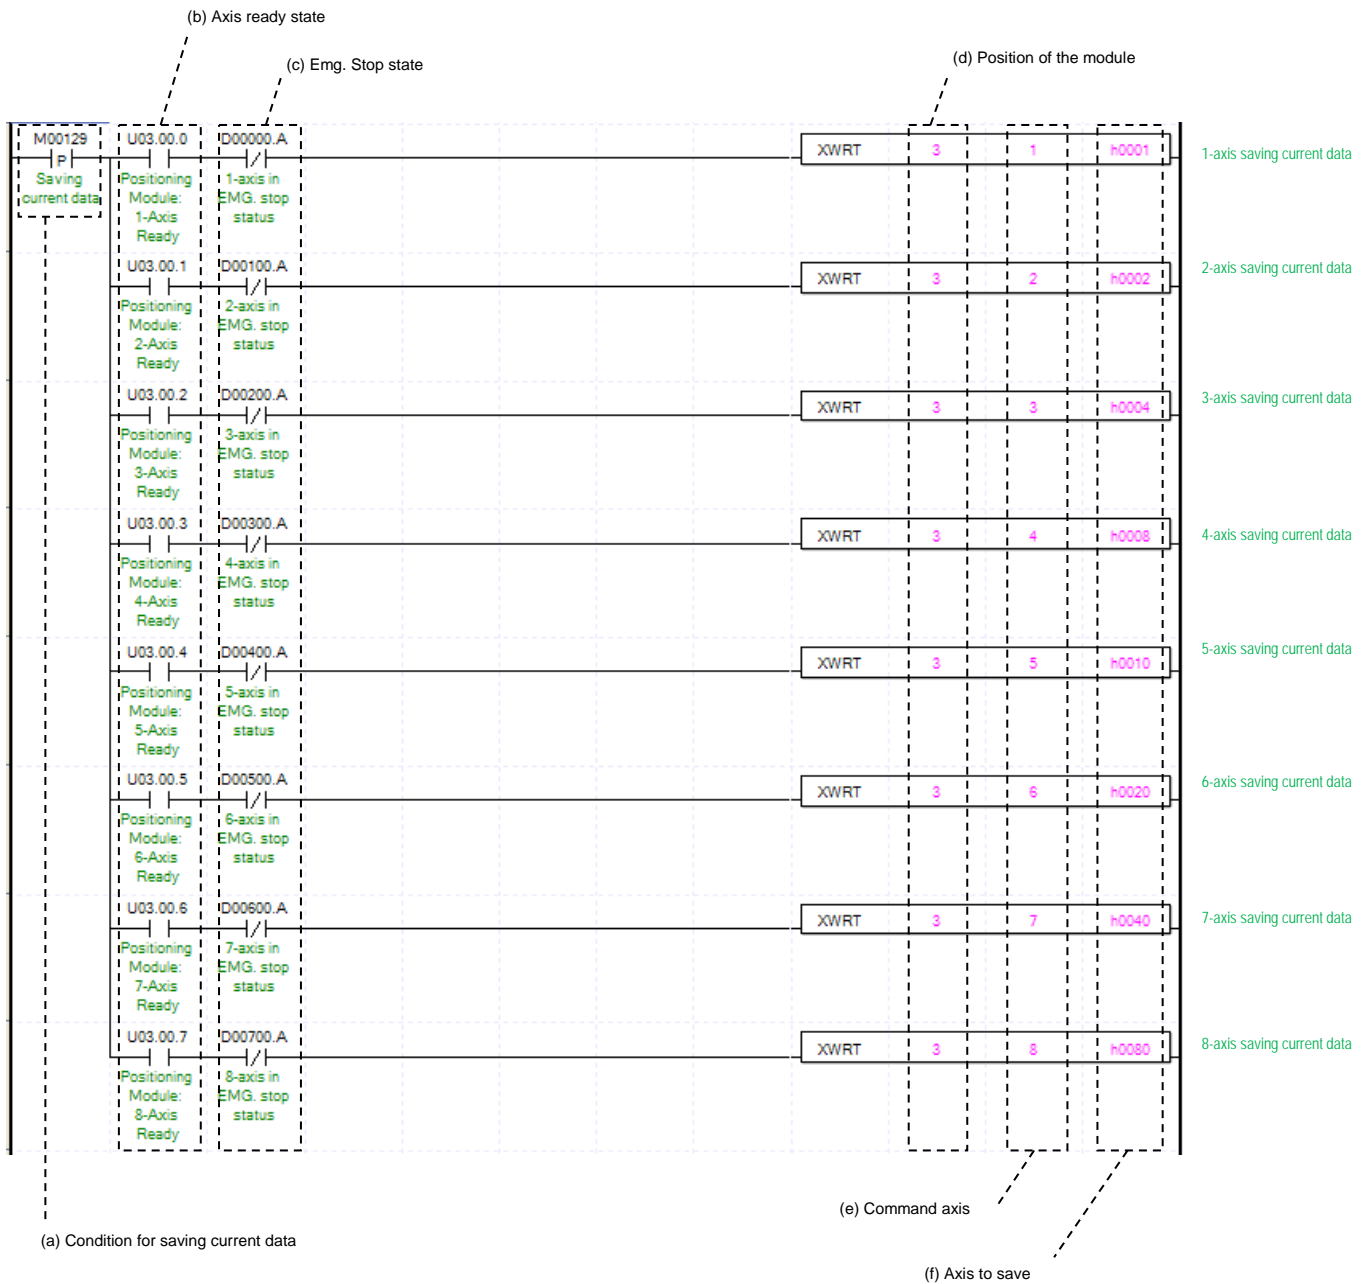 (b) Axis ready state
(c) Emg. Stop state
(d) Position of the module
M00129
P
Saving
current data
U03.00.0
D00000.A
XWRT 3 1 h0001
1-axis saving current data
Positioning
Module:
1-Axis
Ready
1-axis in
EMG. stop
status
U03.00.1
D00100.A
XWRT 3 2 h0002
2-axis saving current data
Positioning
Module:
2-Axis
Ready
2-axis in
EMG. stop
status
U03.00.2
D00200.A
XWRT 3 3 h0004
3-axis saving current data
Positioning
Module:
3-Axis
Ready
3-axis in
EMG. stop
status
U03.00.3
D00300.A
XWRT 3 4 h0008
4-axis saving current data
Positioning
Module:
4-Axis
Ready
4-axis in
EMG. stop
status
U03.00.4
D00400.A
XWRT 3 5 h0010
5-axis saving current data
Positioning
Module:
5-Axis
Ready
5-axis in
EMG. stop
status
U03.00.5
D00500.A
XWRT 3 6 h0020
6-axis saving current data
Positioning
Module:
6-Axis
Ready
6-axis in
EMG. stop
status
U03.00.6
D00600.A
XWRT 3 7 h0040
7-axis saving current data
Positioning
Module:
7-Axis
Ready
7-axis in
EMG. stop
status
U03.00.7
D00700.A
XWRT 3 8 h0080
8-axis saving current data
Positioning
Module:
8-Axis
Ready
8-axis in
EMG. stop
status
(e) Command axis
(a) Condition for saving current data
(f) Axis to save